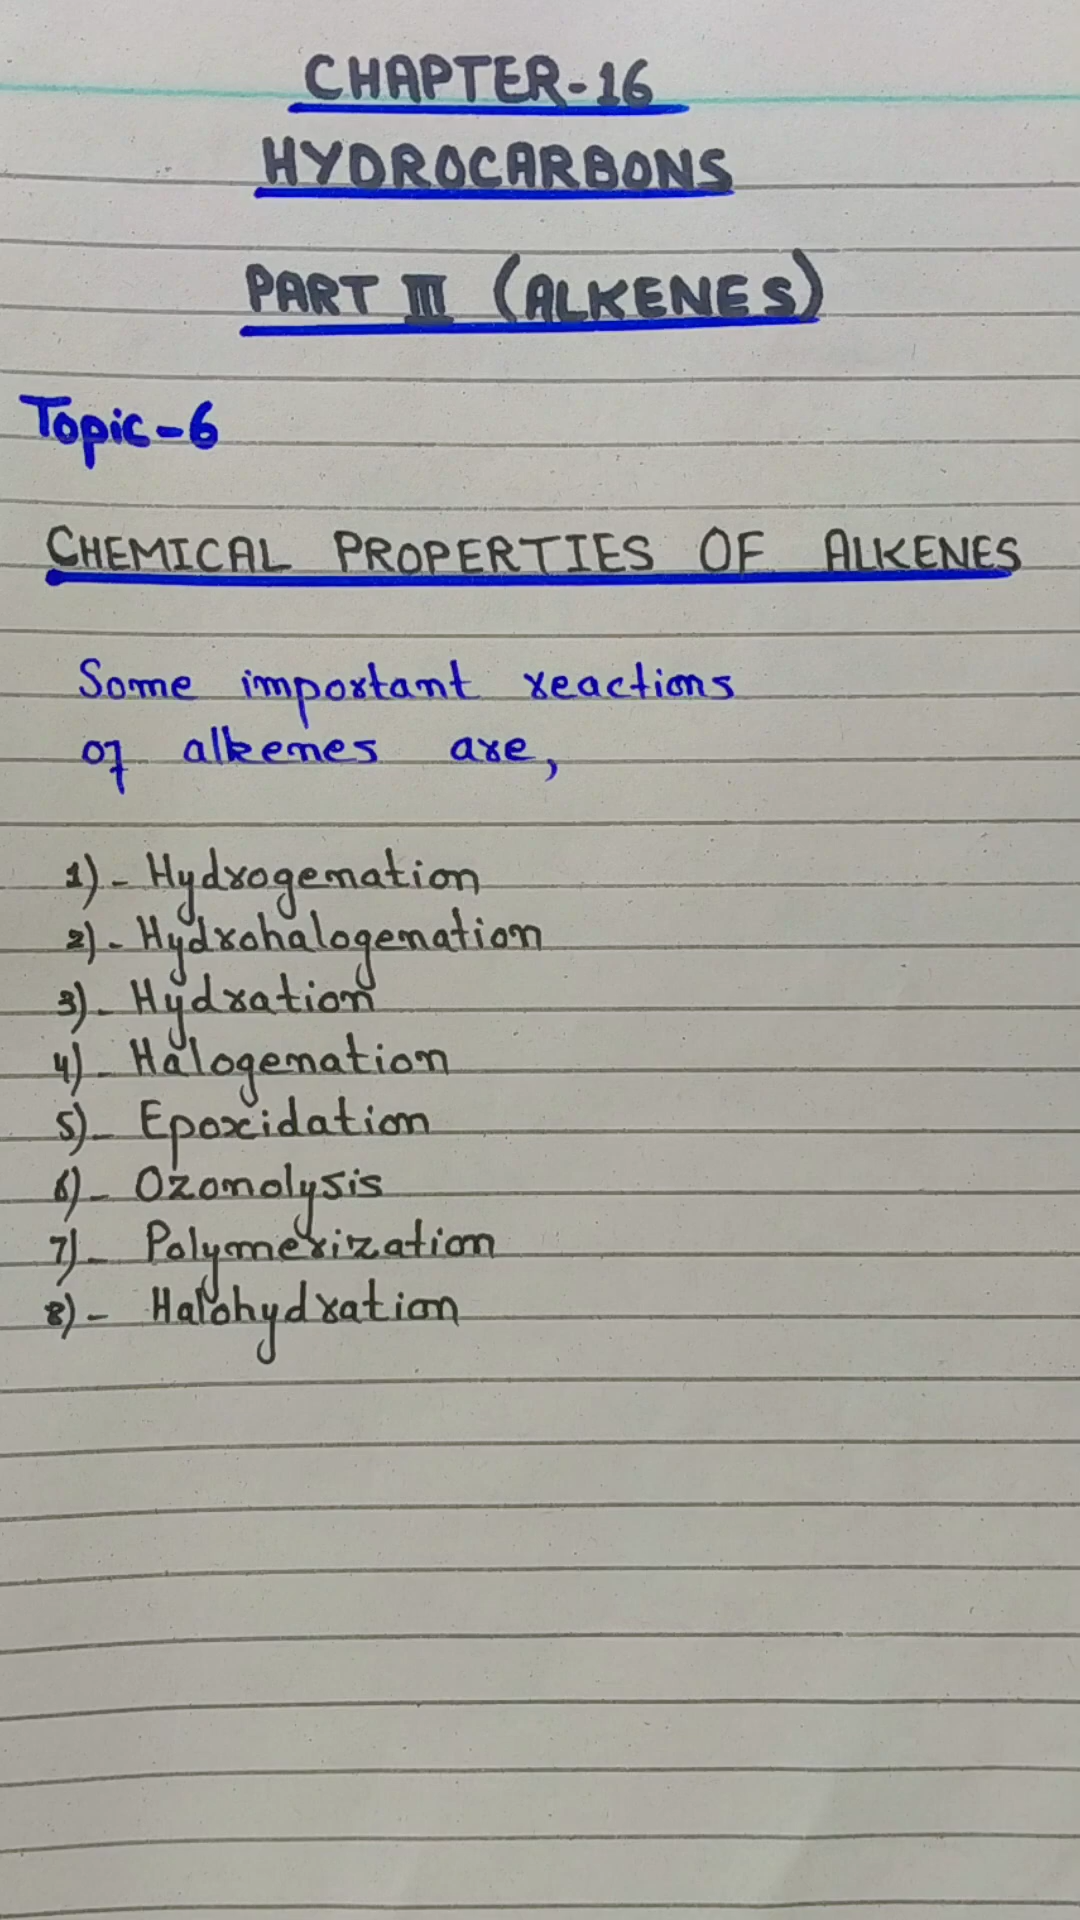 CHAPTER-16
HYDROCARBONS
PART III (ALKENES)
Topic-6
CHEMICAL PROPERTIES OF ALKENES
Some important reactions
of alkenes are,
1)- Hydrogenation
2)- Hydrohalogenation
3)- Hydration
4)- Halogenation
5)- Epoxidation
6)- Ozonolysis
7)- Polymerization
8)- Halohydration